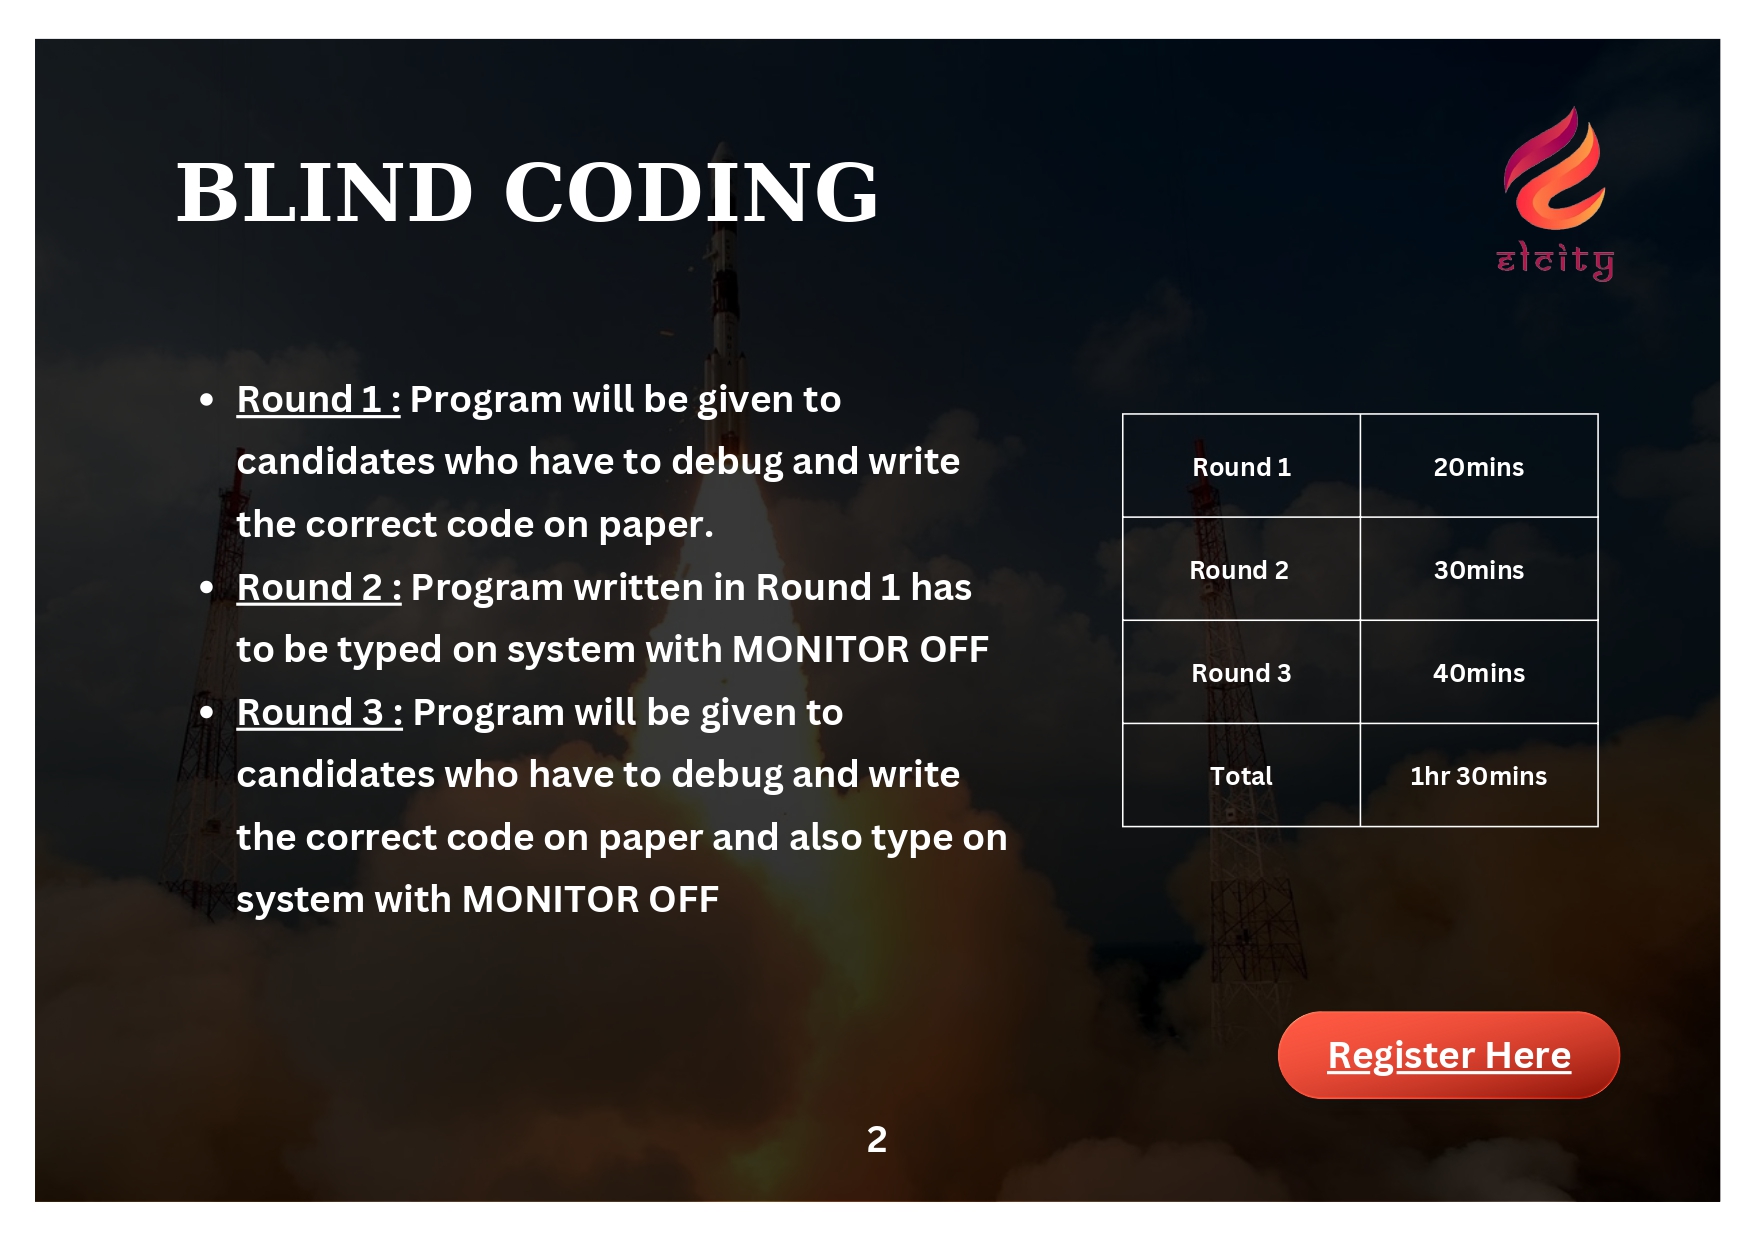 BLIND CODING
elcity
• Round 1 : Program will be given to
candidates who have to debug and write
the correct code on paper.
• Round 2 : Program written in Round 1 has
to be typed on system with MONITOR OFF
• Round 3 : Program will be given to
candidates who have to debug and write
the correct code on paper and also type on
system with MONITOR OFF
Round 1 20mins
Round 2 30mins
Round 3 40mins
Total 1hr 30mins
Register Here
2